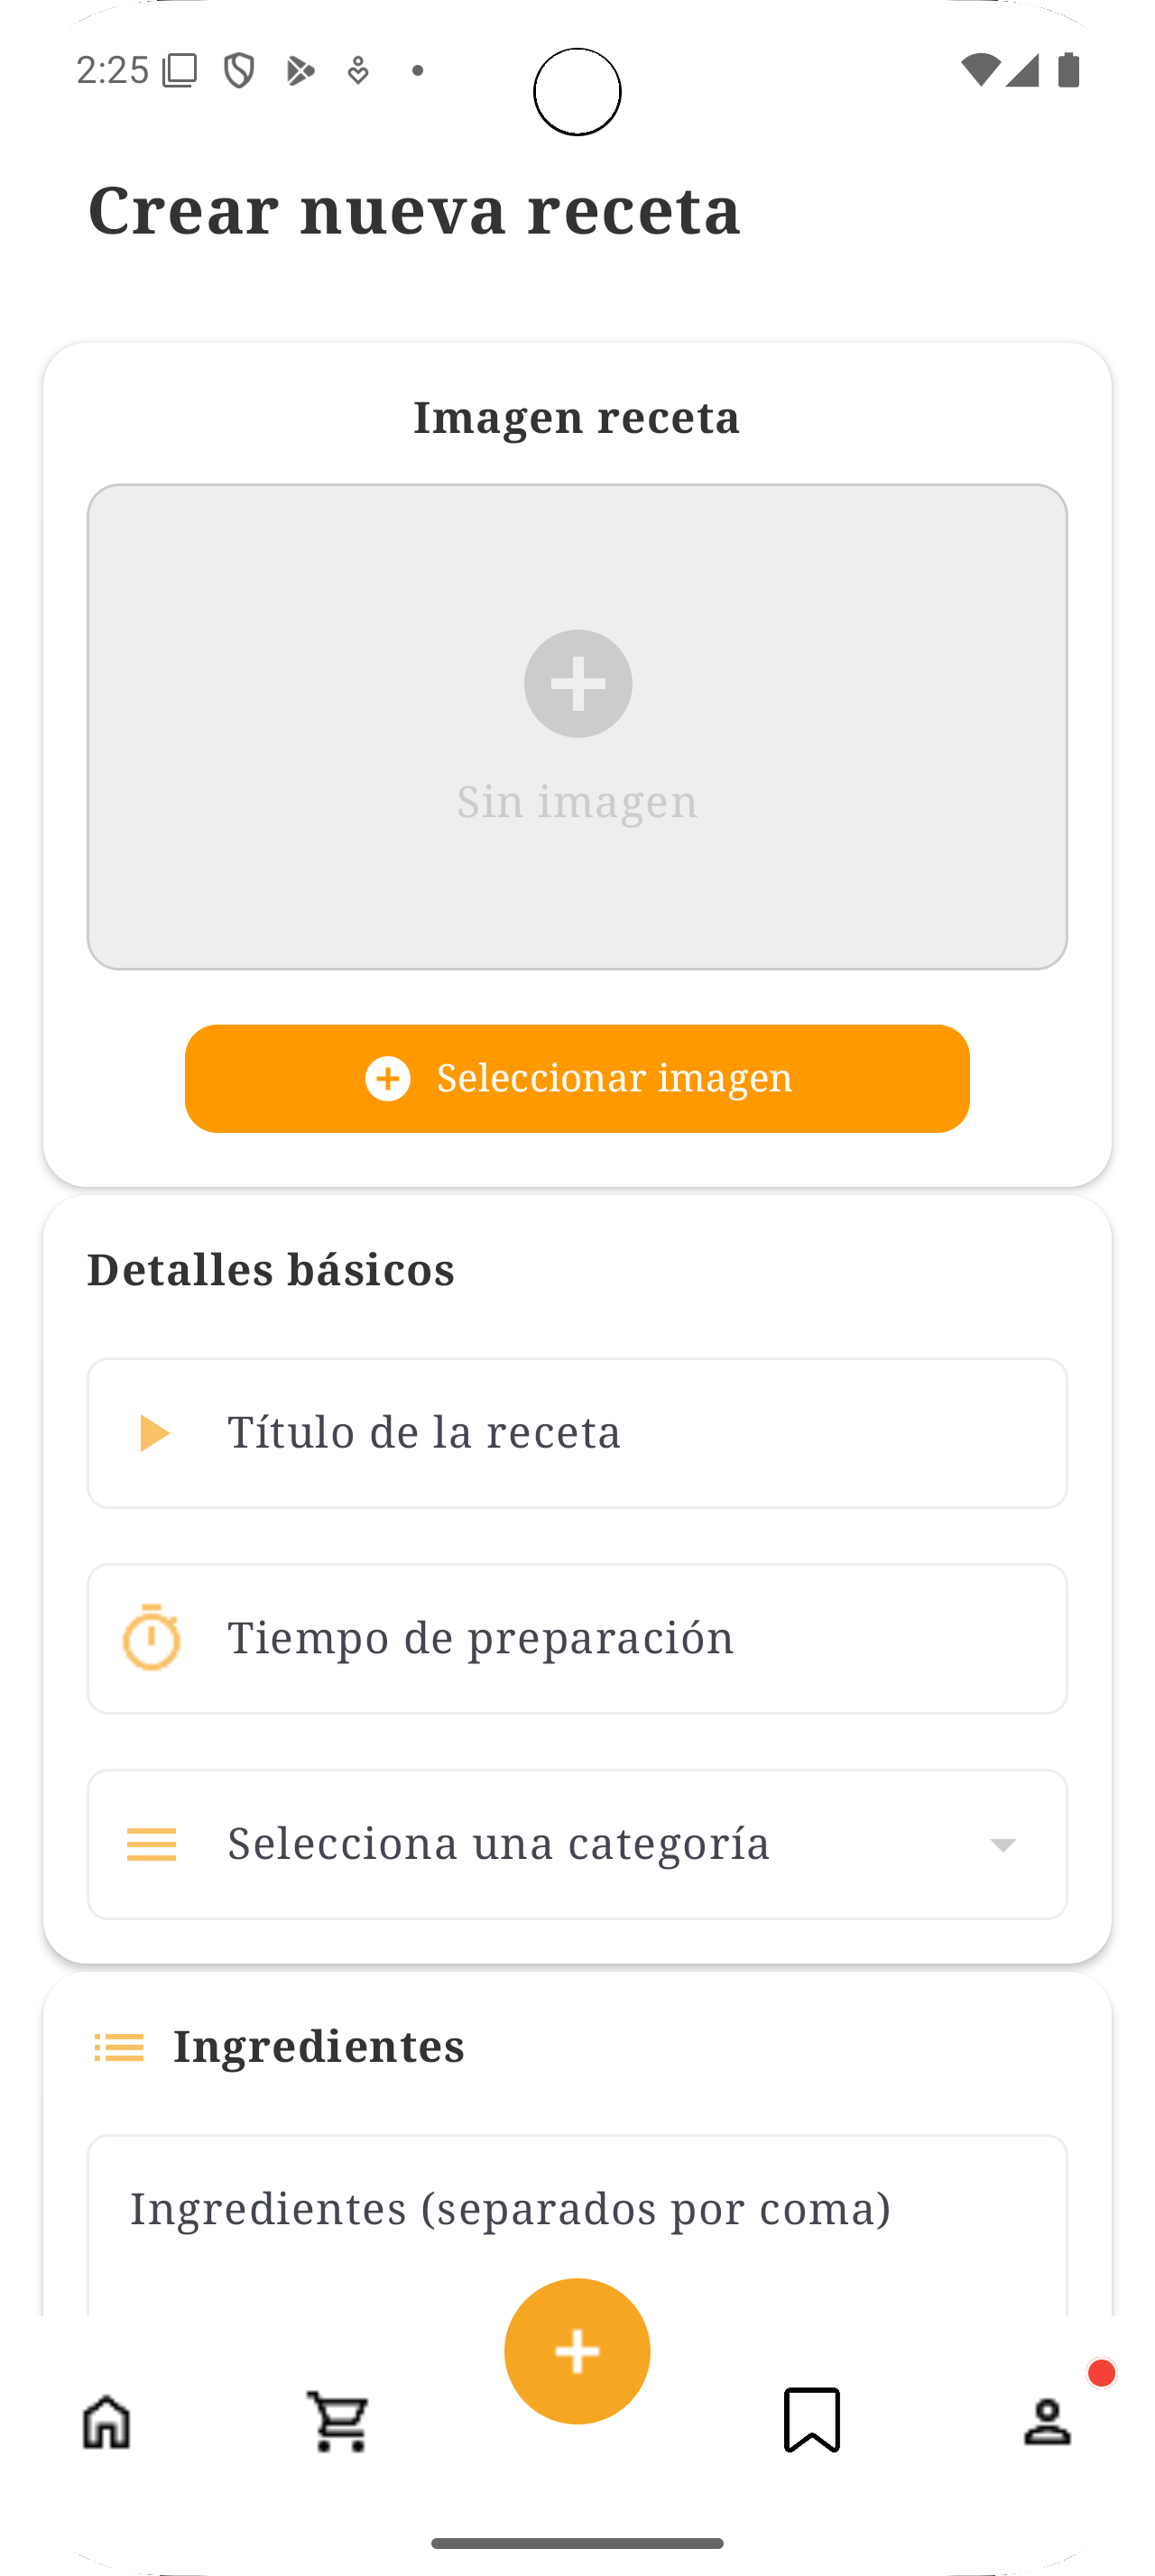 2:25
Crear nueva receta
Imagen receta
Sin imagen
Seleccionar imagen
Detalles básicos
Título de la receta
Tiempo de preparación
Selecciona una categoría
Ingredientes
Ingredientes (separados por coma)